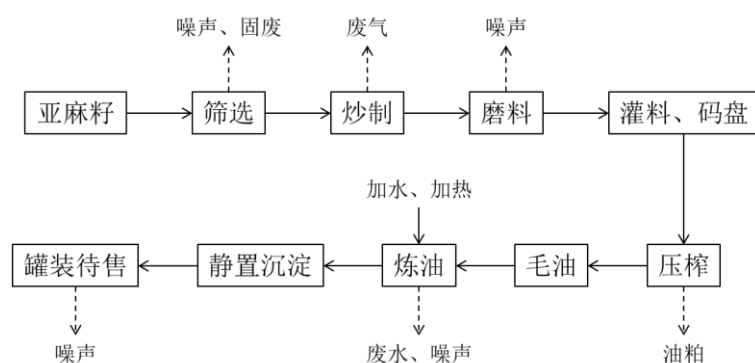 噪声、固废
废气
噪声
亚麻籽
筛选
炒制
磨料
灌料、码盘
加水、加热
罐装待售
静置沉淀
炼油
毛油
压榨
噪声
废水、噪声
油粕